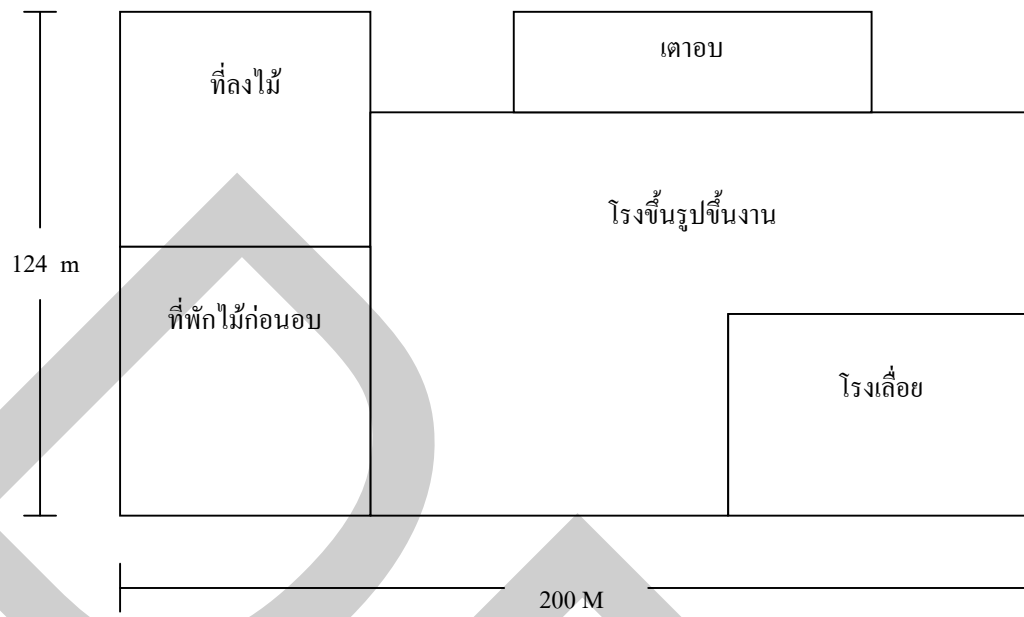 เตาอบ
ที่ลงไม้
โรงขึ้นรูปขึ้นงาน
124 m
ที่พักไม้ก่อนอบ
โรงเลื่อย
200 M